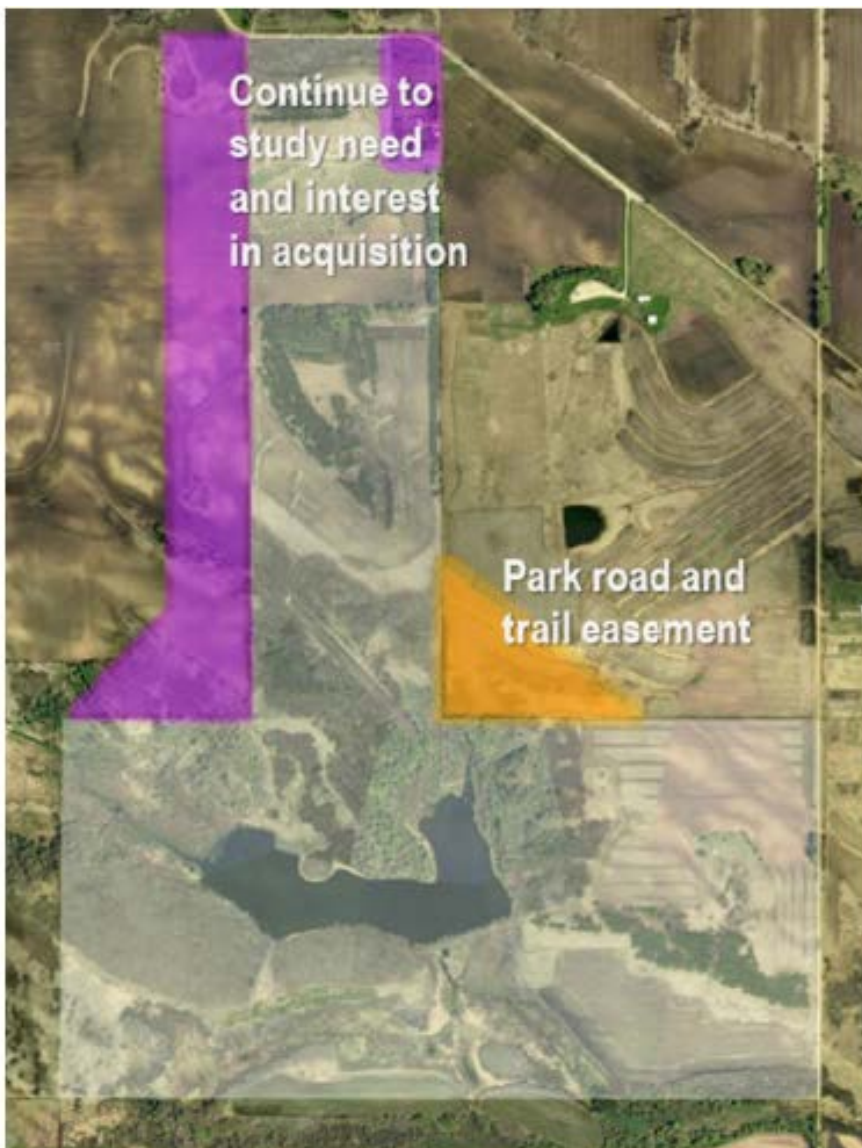 Continue to
study need
and interest
in acquisition
Park road and
trail easement